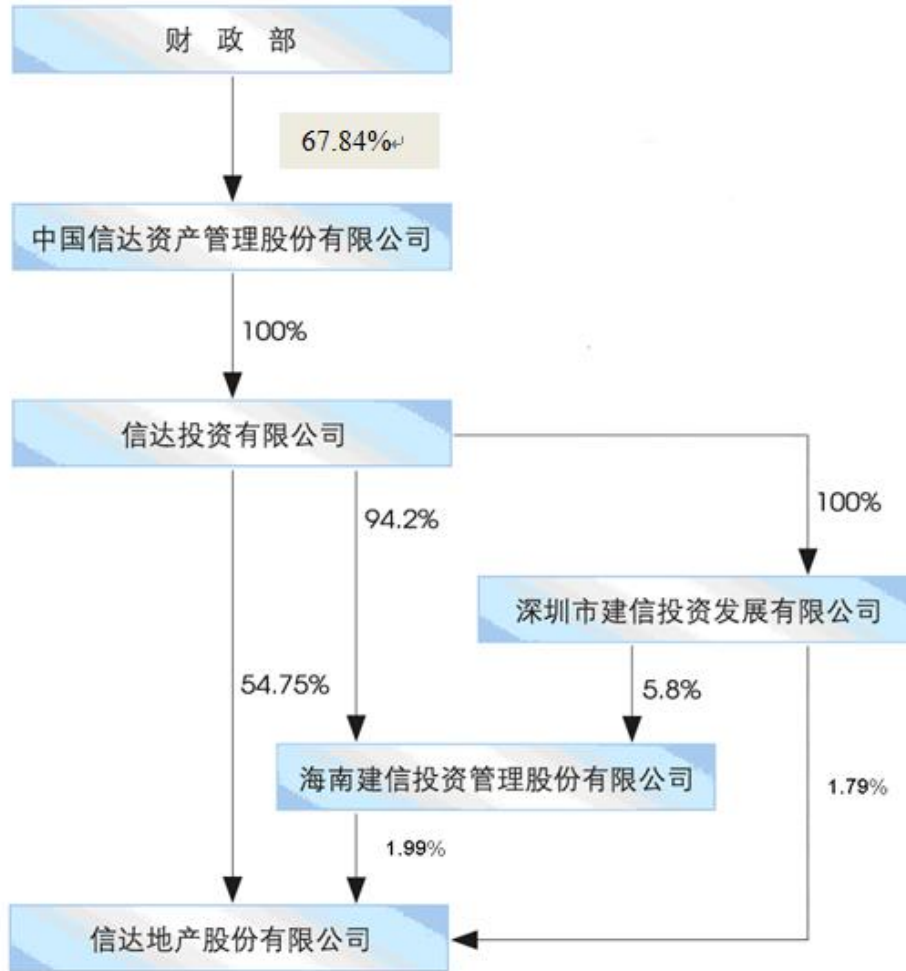 财 政 部
67.84%↵
中国信达资产管理股份有限公司
100%
信达投资有限公司
94.2%
100%
深圳市建信投资发展有限公司
54.75%
5.8%
海南建信投资管理股份有限公司
1.79%
1.99%
信达地产股份有限公司